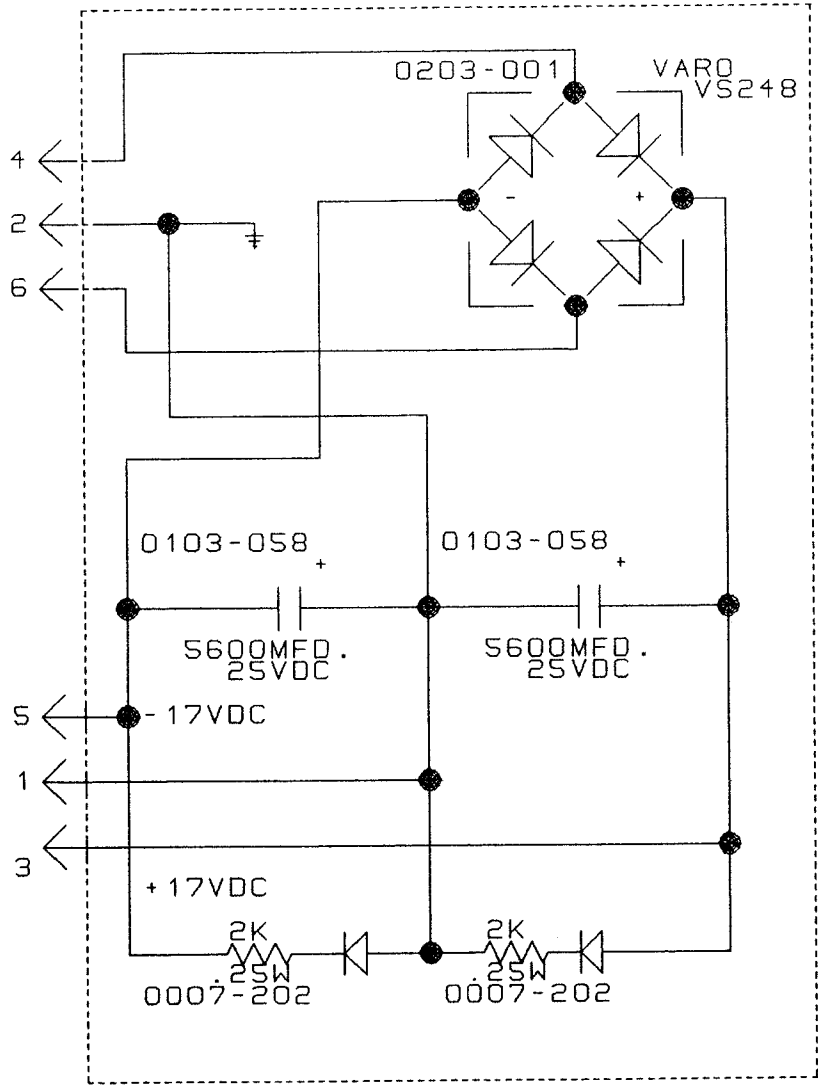 0203-001
VARO
VS248
4
2
6
-
+
0103-058
+
0103-058
+
5600MFD.
25VDC
5600MFD.
25VDC
5
-17VDC
1
3
+17VDC
2K
.25W
0007-202
2K
.25W
0007-202